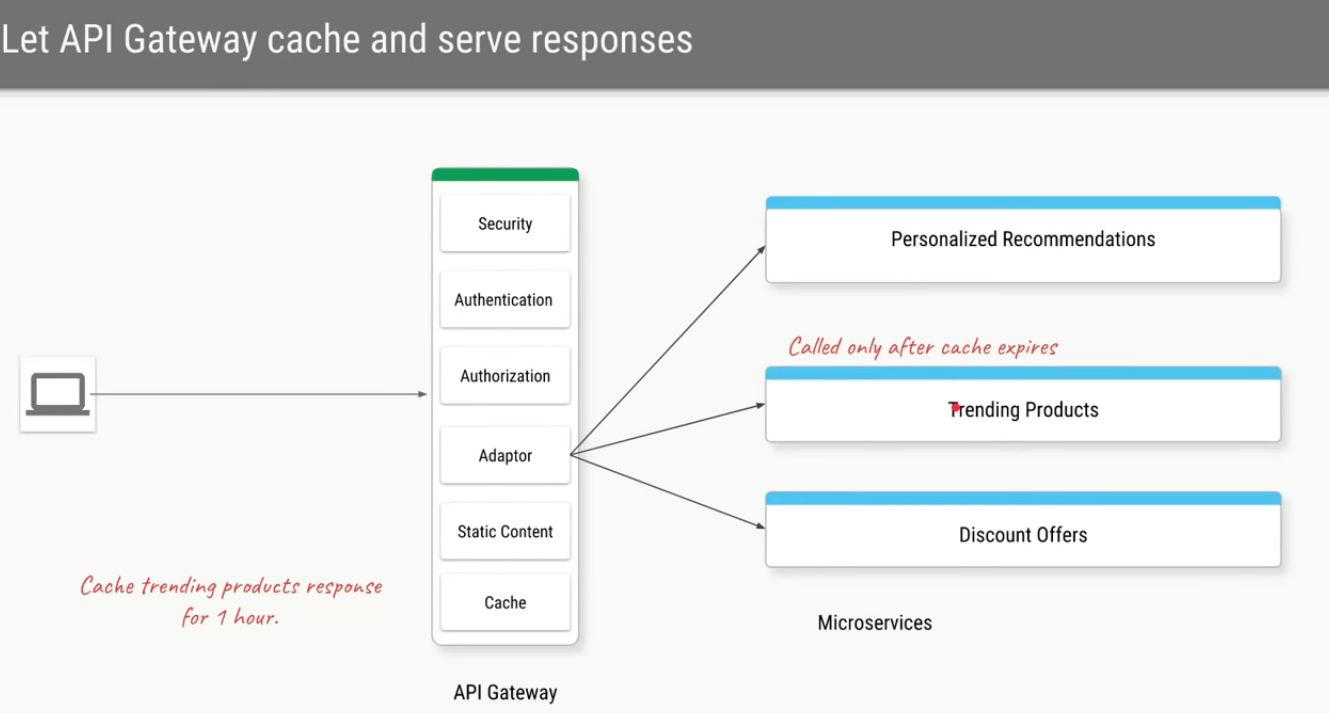 Let API Gateway cache and serve responses
Security
Authentication
Authorization
Adaptor
Static Content
Cache
API Gateway
Cache trending products response
for 1 hour.
Personalized Recommendations
Called only after cache expires
Trending Products
Discount Offers
Microservices